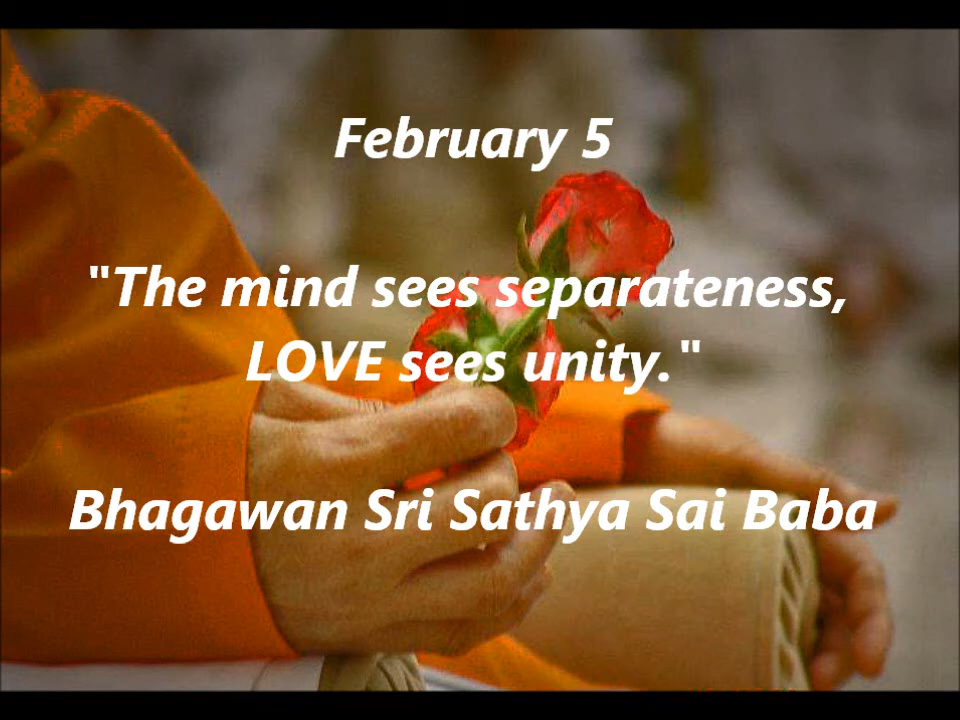 February 5
"The mind sees separateness,
LOVE sees unity."
Bhagawan Sri Sathya Sai Baba